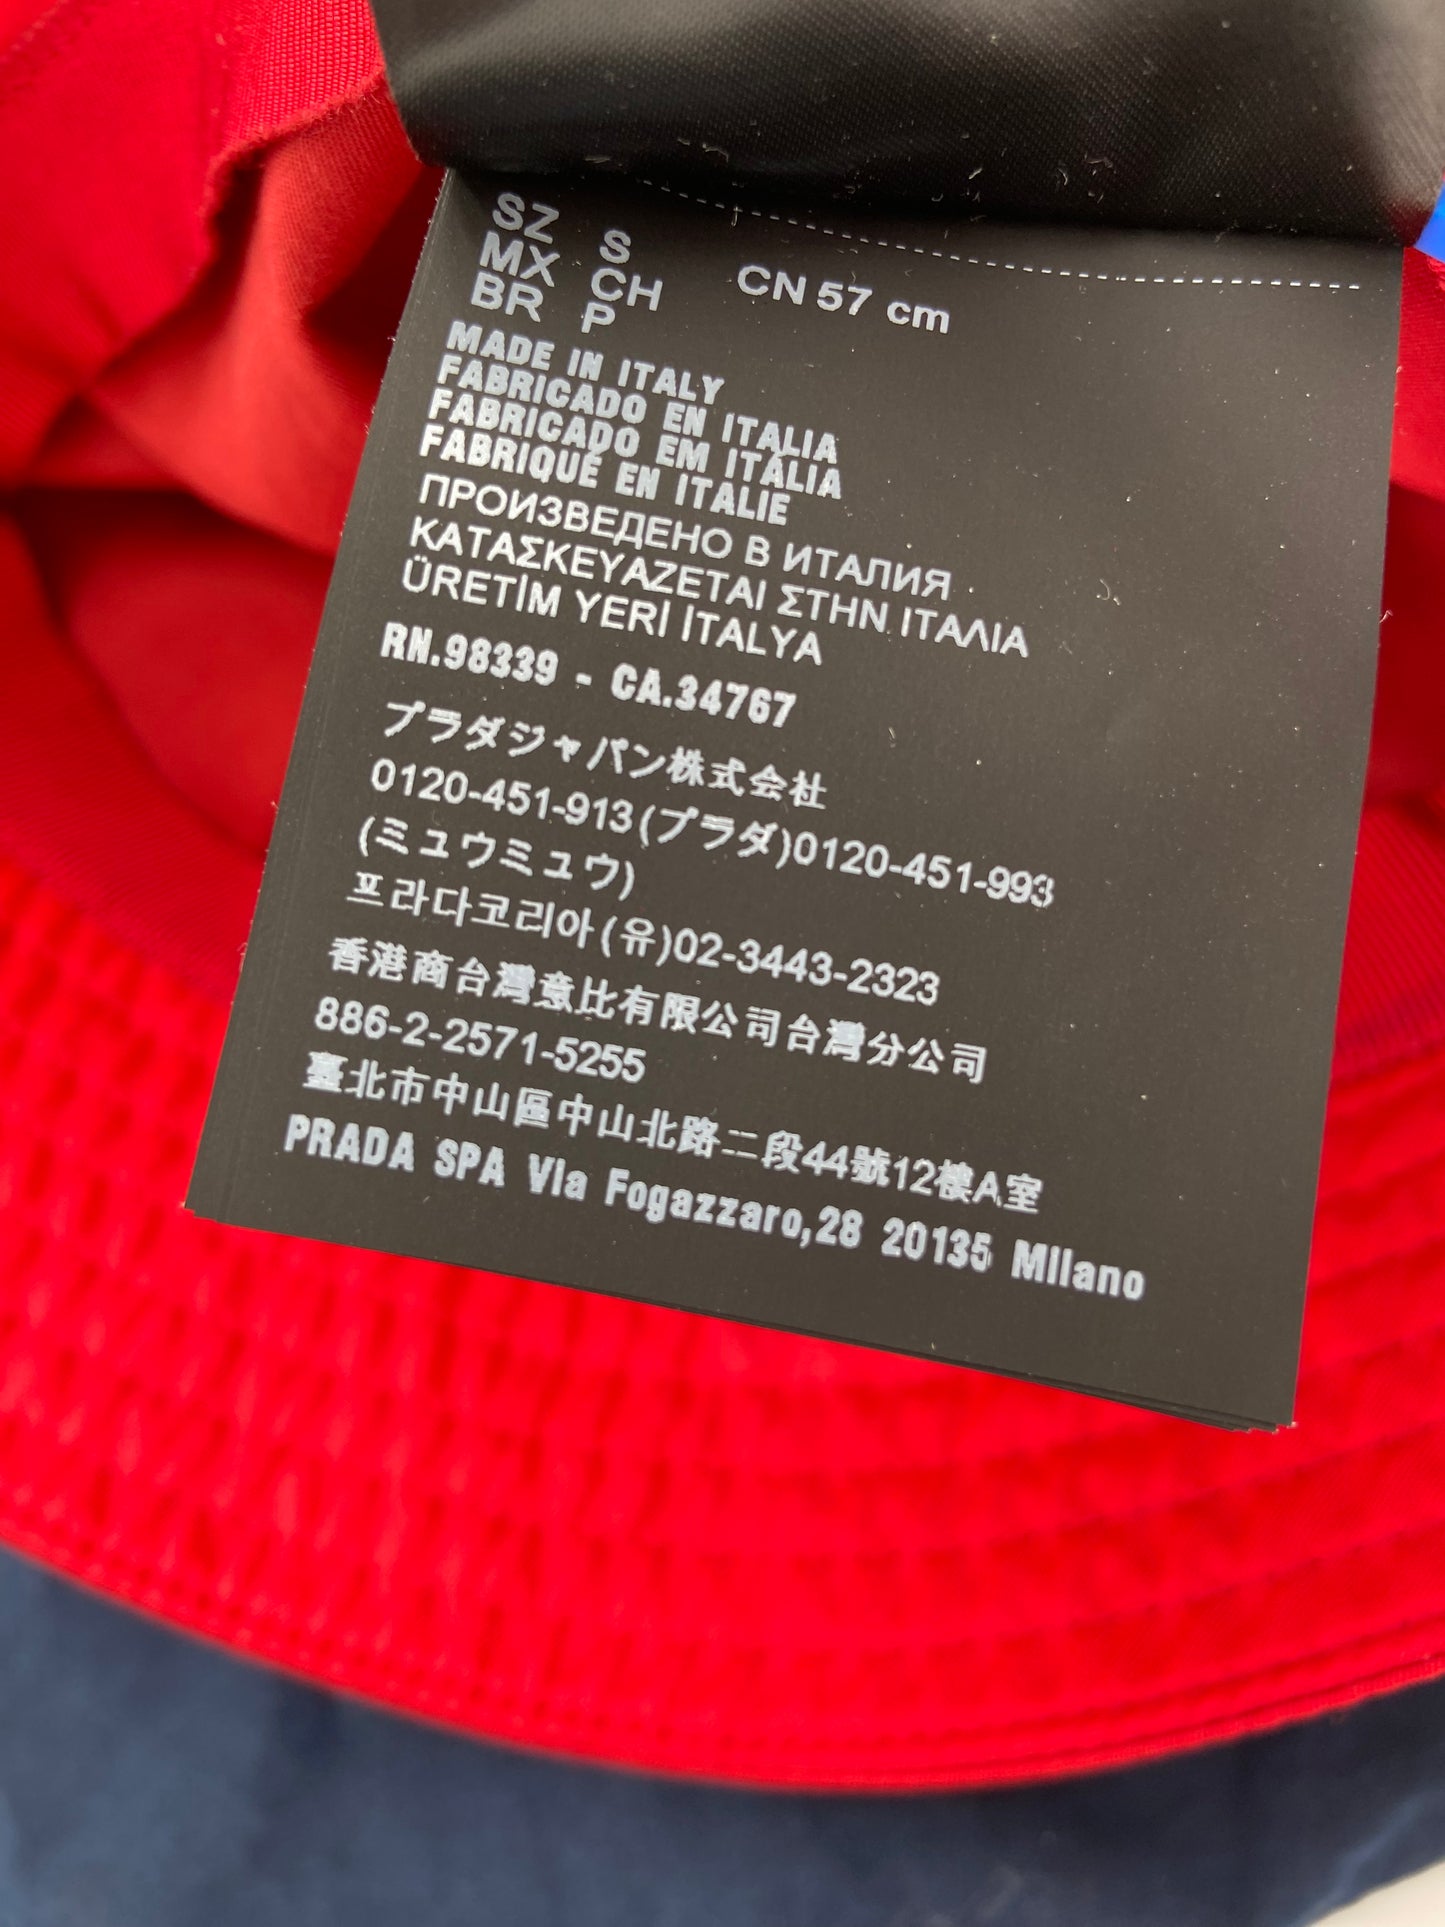 SZ S
MX CH CN 57 cm
BR P
MADE IN ITALY
FABRICADO EN ITALIA
FABRICADO EM ITÁLIA
FABRIQUÉ EN ITALIE
ПРОИЗВЕДЕНО В ИТАЛИЯ
ΚΑΤΑΣΚΕΥΑΖΕΤΑΙ ΣΤΗΝ ΙΤΑΛΙΑ
ÜRETİM YERİ İTALYA
RN.98339 - CA.34767
プラダジャパン株式会社
0120-451-913(プラダ)0120-451-993
(ミュウミュウ)
프라다코리아(유)02-3443-2323
香港商台灣意比有限公司台灣分公司
886-2-2571-5255
臺北市中山區中山北路二段44號12樓A室
PRADA SPA Via Fogazzaro,28 20135 Milano